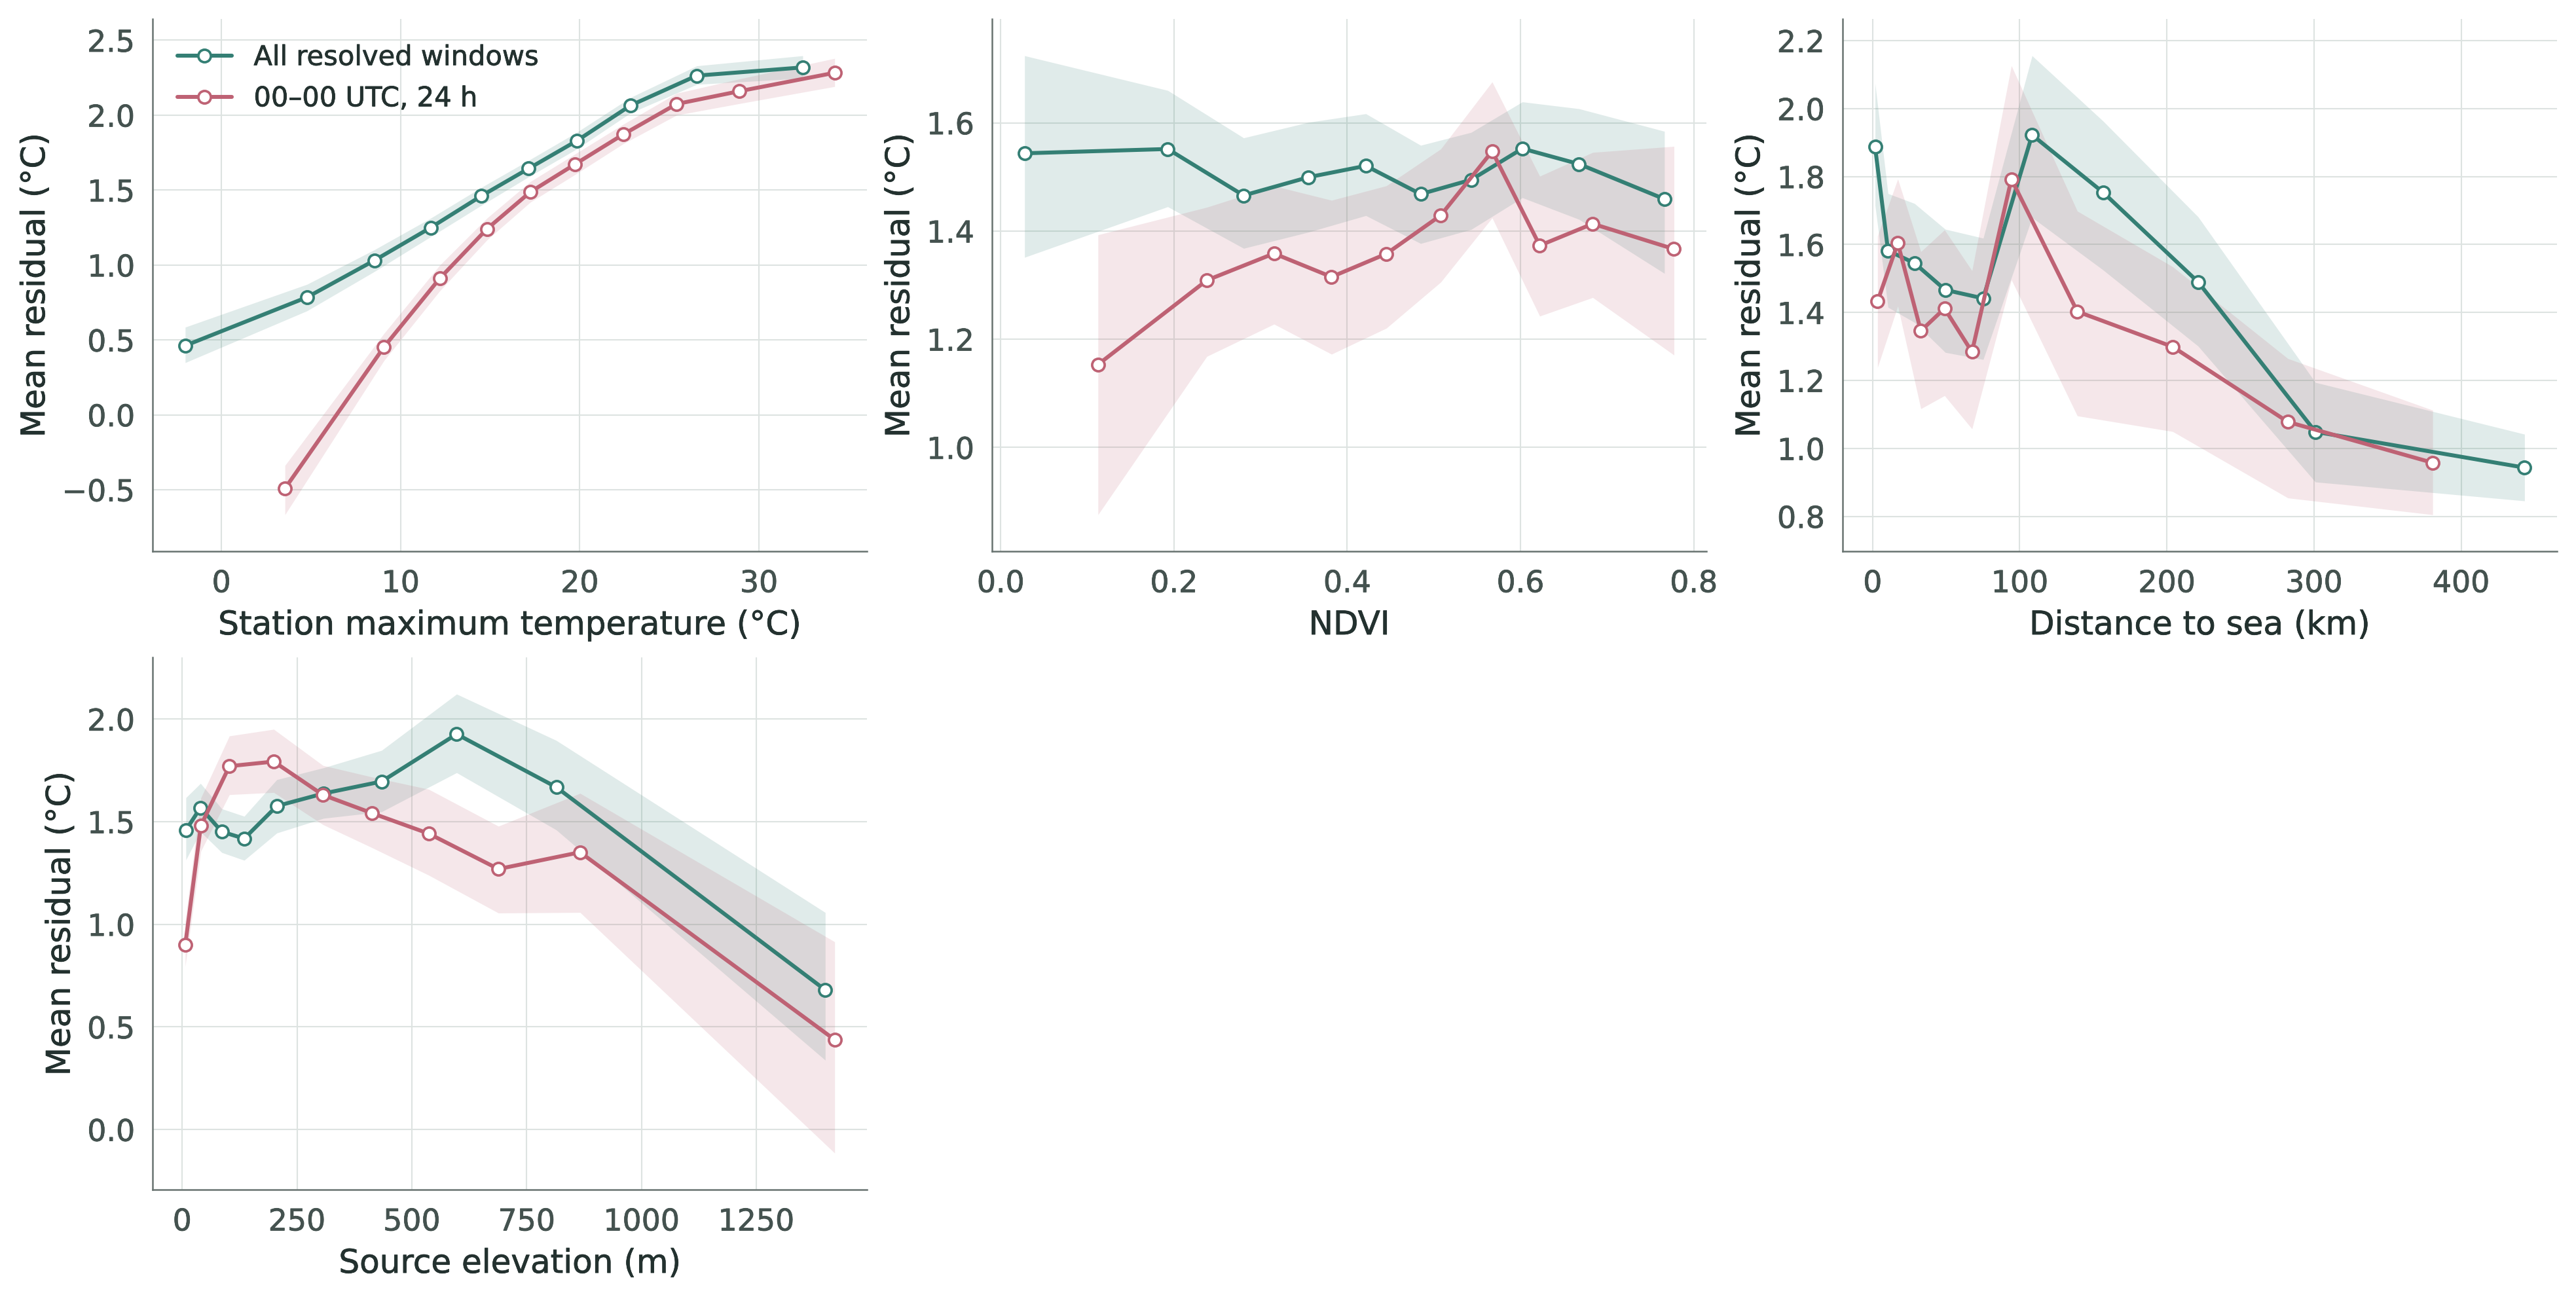 All resolved windows
00–00 UTC, 24 h
Mean residual (°C)
2.5
2.0
1.5
1.0
0.5
0.0
−0.5
0 10 20 30
Station maximum temperature (°C)
Mean residual (°C)
1.6
1.4
1.2
1.0
0.0 0.2 0.4 0.6 0.8
NDVI
Mean residual (°C)
2.2
2.0
1.8
1.6
1.4
1.2
1.0
0.8
0 100 200 300 400
Distance to sea (km)
Mean residual (°C)
2.0
1.5
1.0
0.5
0.0
0 250 500 750 1000 1250
Source elevation (m)